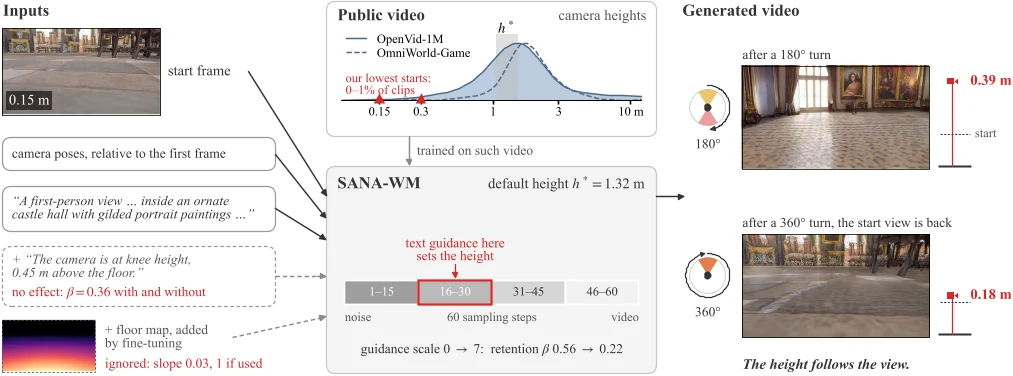 Inputs
0.15 m
start frame
camera poses, relative to the first frame
“A first-person view … inside an ornate
castle hall with gilded portrait paintings …”
+ “The camera is at knee height,
0.45 m above the floor.”
no effect: β = 0.36 with and without
+ floor map, added
by fine-tuning
ignored: slope 0.03, 1 if used
Public video
camera heights
h*
OpenVid-1M
OmniWorld-Game
our lowest starts:
0–1% of clips
0.15 0.3 1 3 10 m
trained on such video
SANA-WM
default height h* = 1.32 m
text guidance here
sets the height
1–15 16–30 31–45 46–60
noise 60 sampling steps video
guidance scale 0 → 7: retention β 0.56 → 0.22
Generated video
after a 180° turn
180°
0.39 m
start
after a 360° turn, the start view is back
360°
0.18 m
The height follows the view.